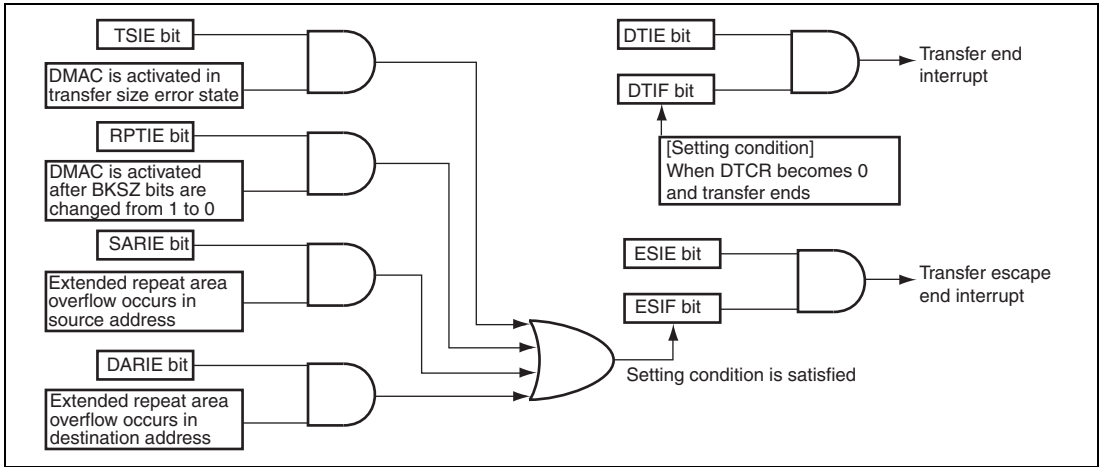 TSIE bit
DMAC is activated in
transfer size error state
RPTIE bit
DMAC is activated
after BKSZ bits are
changed from 1 to 0
SARIE bit
Extended repeat area
overflow occurs in
source address
DARIE bit
Extended repeat area
overflow occurs in
destination address
DTIE bit
DTIF bit
Transfer end
interrupt
[Setting condition]
When DTCR becomes 0
and transfer ends
ESIE bit
ESIF bit
Transfer escape
end interrupt
Setting condition is satisfied